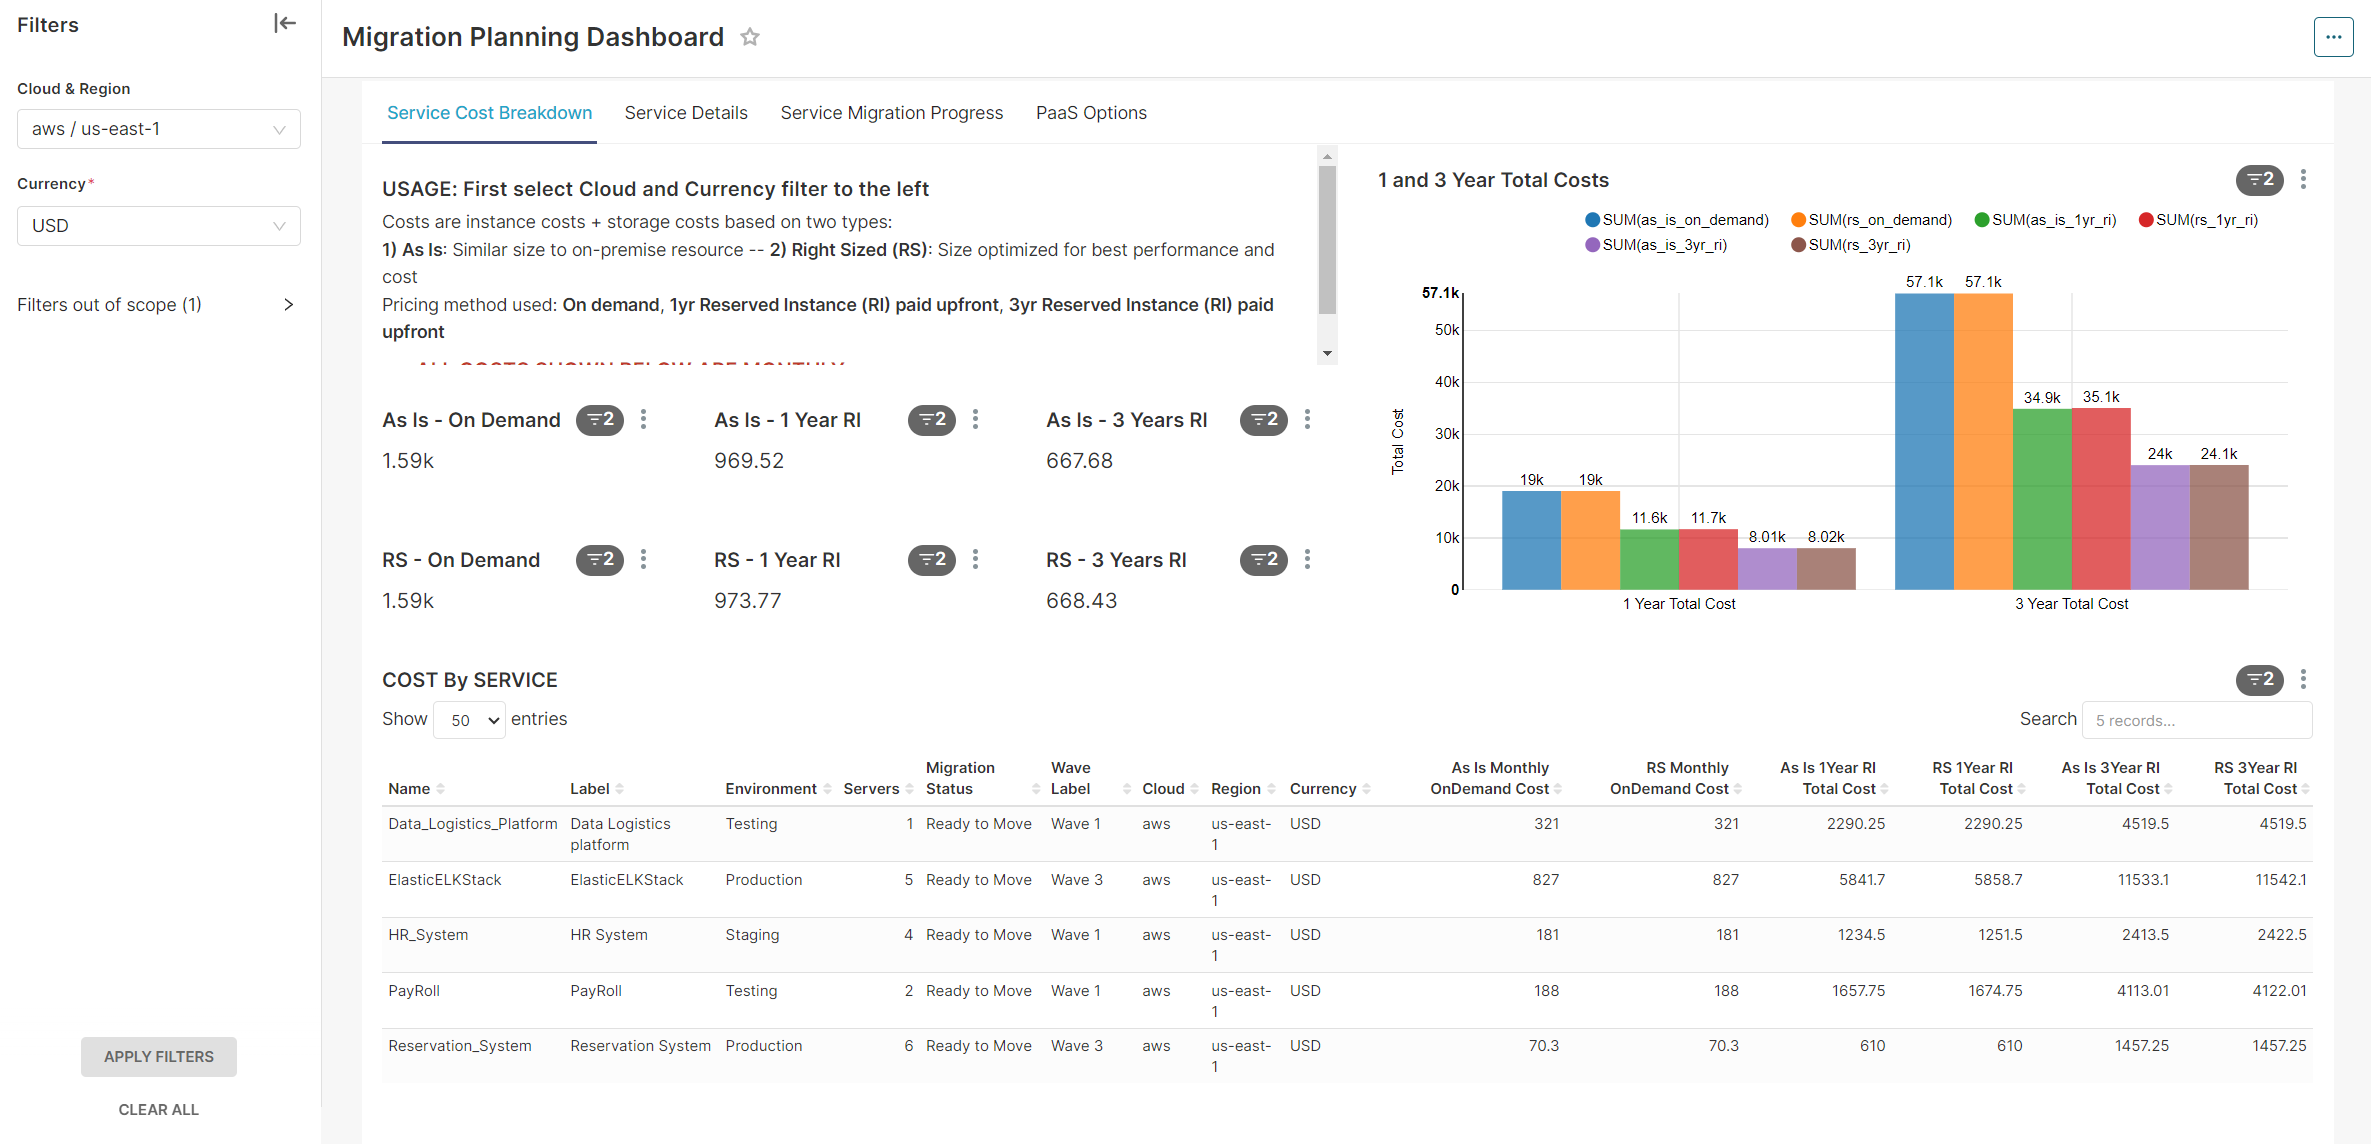 Filters
Cloud & Region
aws / us-east-1
Currency*
USD
Filters out of scope (1)
APPLY FILTERS
CLEAR ALL
Migration Planning Dashboard
Service Cost Breakdown
Service Details
Service Migration Progress
PaaS Options
USAGE: First select Cloud and Currency filter to the left
Costs are instance costs + storage costs based on two types:
1) As Is: Similar size to on-premise resource -- 2) Right Sized (RS): Size optimized for best performance and
cost
Pricing method used: On demand, 1yr Reserved Instance (RI) paid upfront, 3yr Reserved Instance (RI) paid
upfront
ALL COSTS SHOWN BELOW ARE MONTHLY
As Is - On Demand 2
1.59k
As Is - 1 Year RI 2
969.52
As Is - 3 Years RI 2
667.68
RS - On Demand 2
1.59k
RS - 1 Year RI 2
973.77
RS - 3 Years RI 2
668.43
1 and 3 Year Total Costs 2
SUM(as_is_on_demand) SUM(rs_on_demand) SUM(as_is_1yr_ri) SUM(rs_1yr_ri)
SUM(as_is_3yr_ri) SUM(rs_3yr_ri)
Total Cost
57.1k
50k
40k
30k
20k
10k
0
19k 19k 11.6k 11.7k 8.01k 8.02k
57.1k 57.1k 34.9k 35.1k 24k 24.1k
1 Year Total Cost 3 Year Total Cost
COST By SERVICE 2
Show 50 entries
Search 5 records...
Name Label Environment Servers Migration Status Wave Label Cloud Region Currency As Is Monthly OnDemand Cost RS Monthly OnDemand Cost As Is 1Year RI Total Cost RS 1Year RI Total Cost As Is 3Year RI Total Cost RS 3Year RI Total Cost
Data_Logistics_Platform Data Logistics platform Testing 1 Ready to Move Wave 1 aws us-east-1 USD 321 321 2290.25 2290.25 4519.5 4519.5
ElasticELKStack ElasticELKStack Production 5 Ready to Move Wave 3 aws us-east-1 USD 827 827 5841.7 5858.7 11533.1 11542.1
HR_System HR System Staging 4 Ready to Move Wave 1 aws us-east-1 USD 181 181 1234.5 1251.5 2413.5 2422.5
PayRoll PayRoll Testing 2 Ready to Move Wave 1 aws us-east-1 USD 188 188 1657.75 1674.75 4113.01 4122.01
Reservation_System Reservation System Production 6 Ready to Move Wave 3 aws us-east-1 USD 70.3 70.3 610 610 1457.25 1457.25